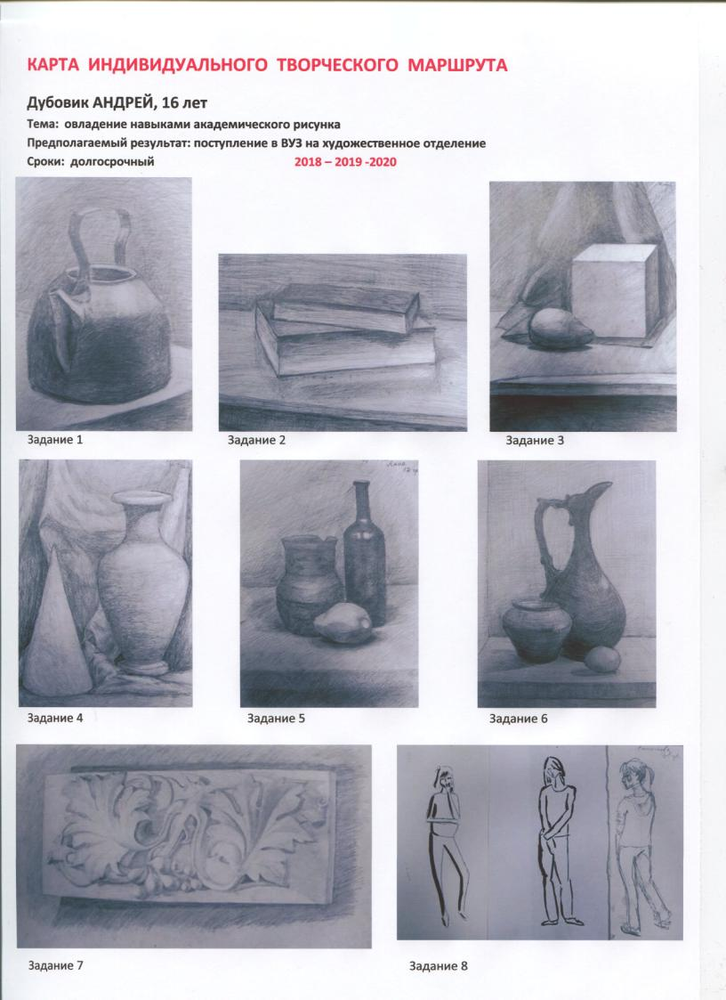 КАРТА ИНДИВИДУАЛЬНОГО ТВОРЧЕСКОГО МАРШРУТА
Дубовик АНДРЕЙ, 16 лет
Тема: овладение навыками академического рисунка
Предполагаемый результат: поступление в ВУЗ на художественное отделение
Сроки: долгосрочный 2018 – 2019 -2020
Задание 1
Задание 2
Задание 3
Задание 4
Задание 5
Задание 6
Задание 7
Задание 8